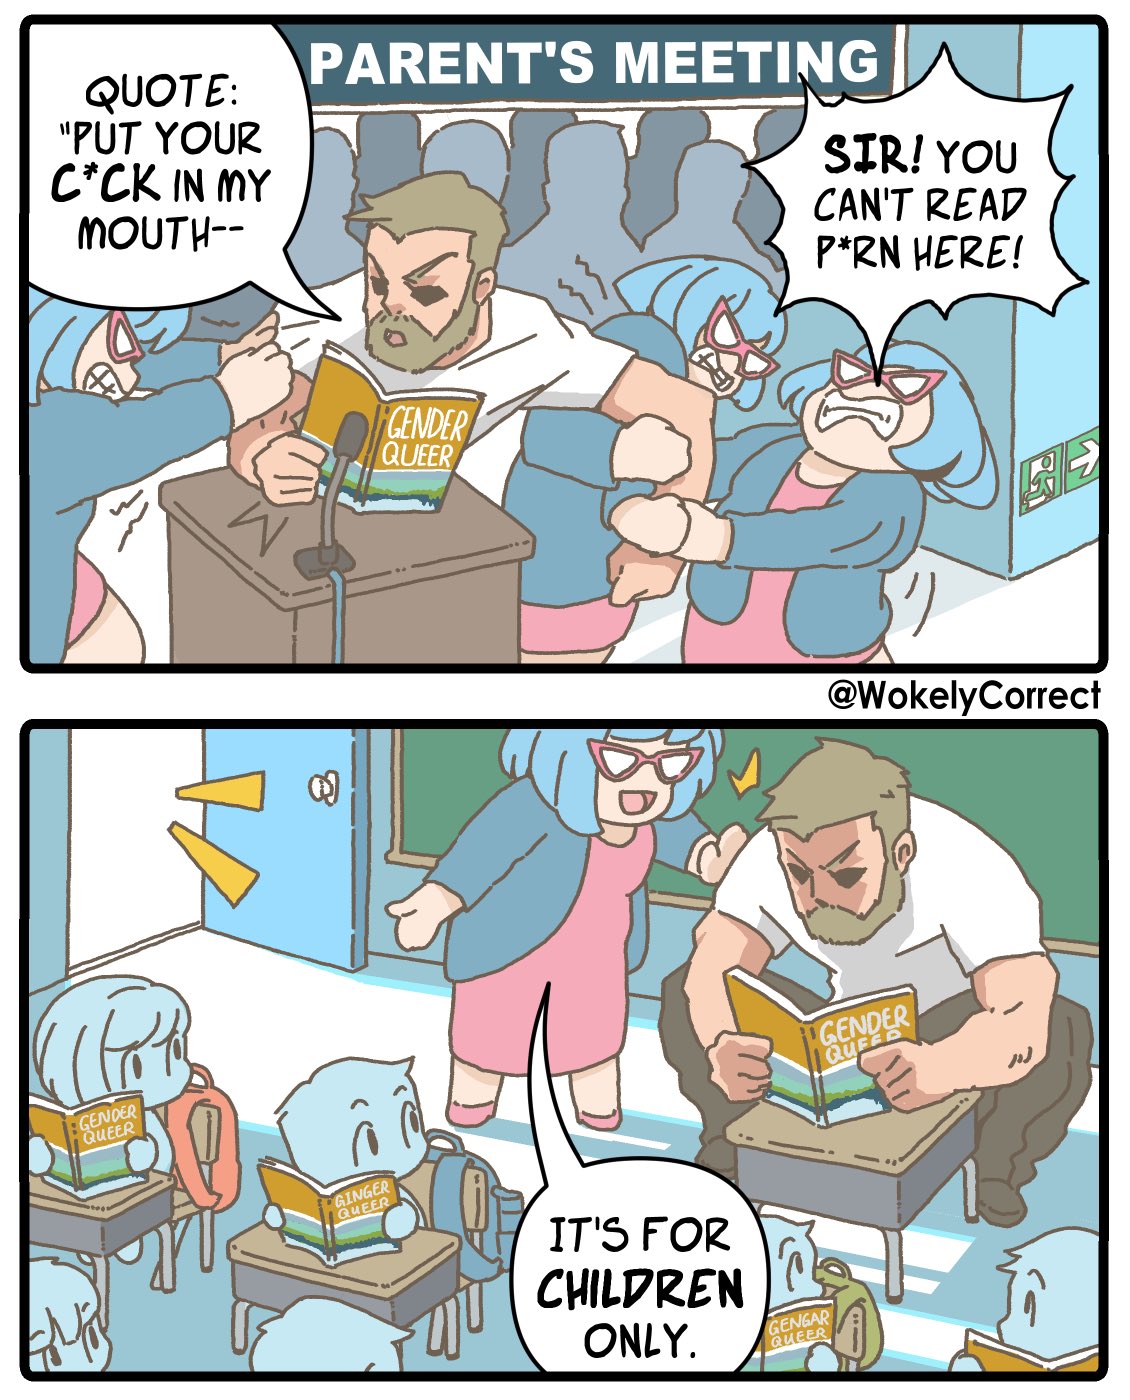 PARENT'S MEETING
QUOTE:
"PUT YOUR
C*CK IN MY
MOUTH--
SIR! YOU
CAN'T READ
P*RN HERE!
GENDER
QUEER
@WokelyCorrect
GENDER
QUEER
GENDER
QUEER
GINGER
QUEER
IT'S FOR
CHILDREN
ONLY.
GENGAR
QUEER